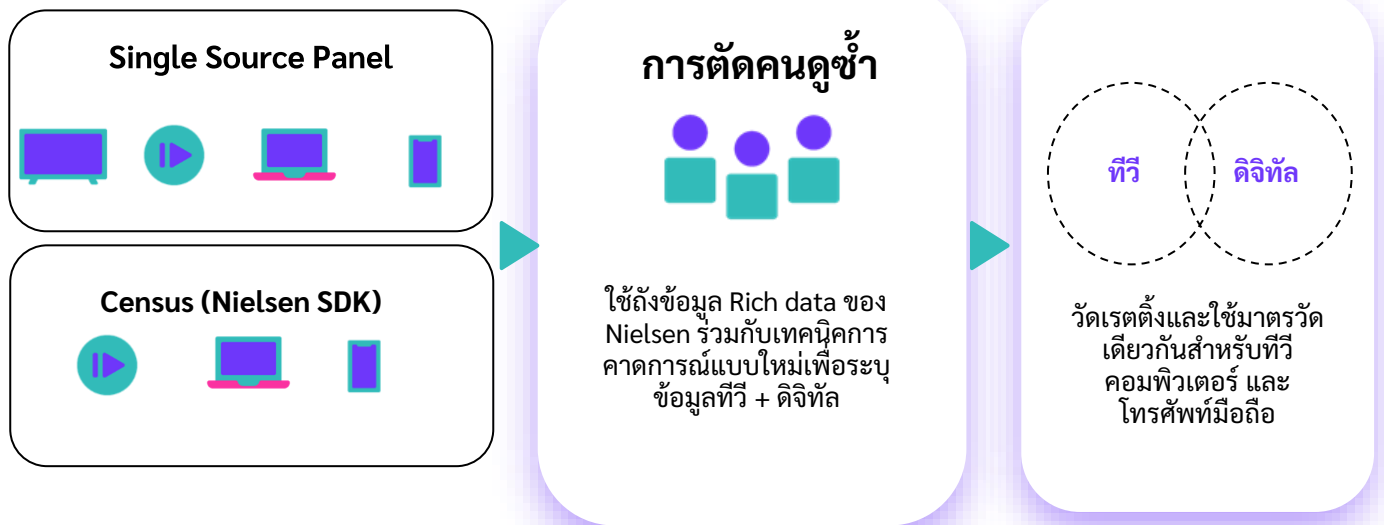 Single Source Panel
Census (Nielsen SDK)
การตัดคนดูซ้ำ
ใช้ถังข้อมูล Rich data ของ
Nielsen ร่วมกับเทคนิคการ
คาดการณ์แบบใหม่เพื่อระบุ
ข้อมูลทีวี + ดิจิทัล
ทีวี
ดิจิทัล
วัดเรตติ้งและใช้มาตรวัด
เดียวกันสำหรับทีวี
คอมพิวเตอร์ และ
โทรศัพท์มือถือ